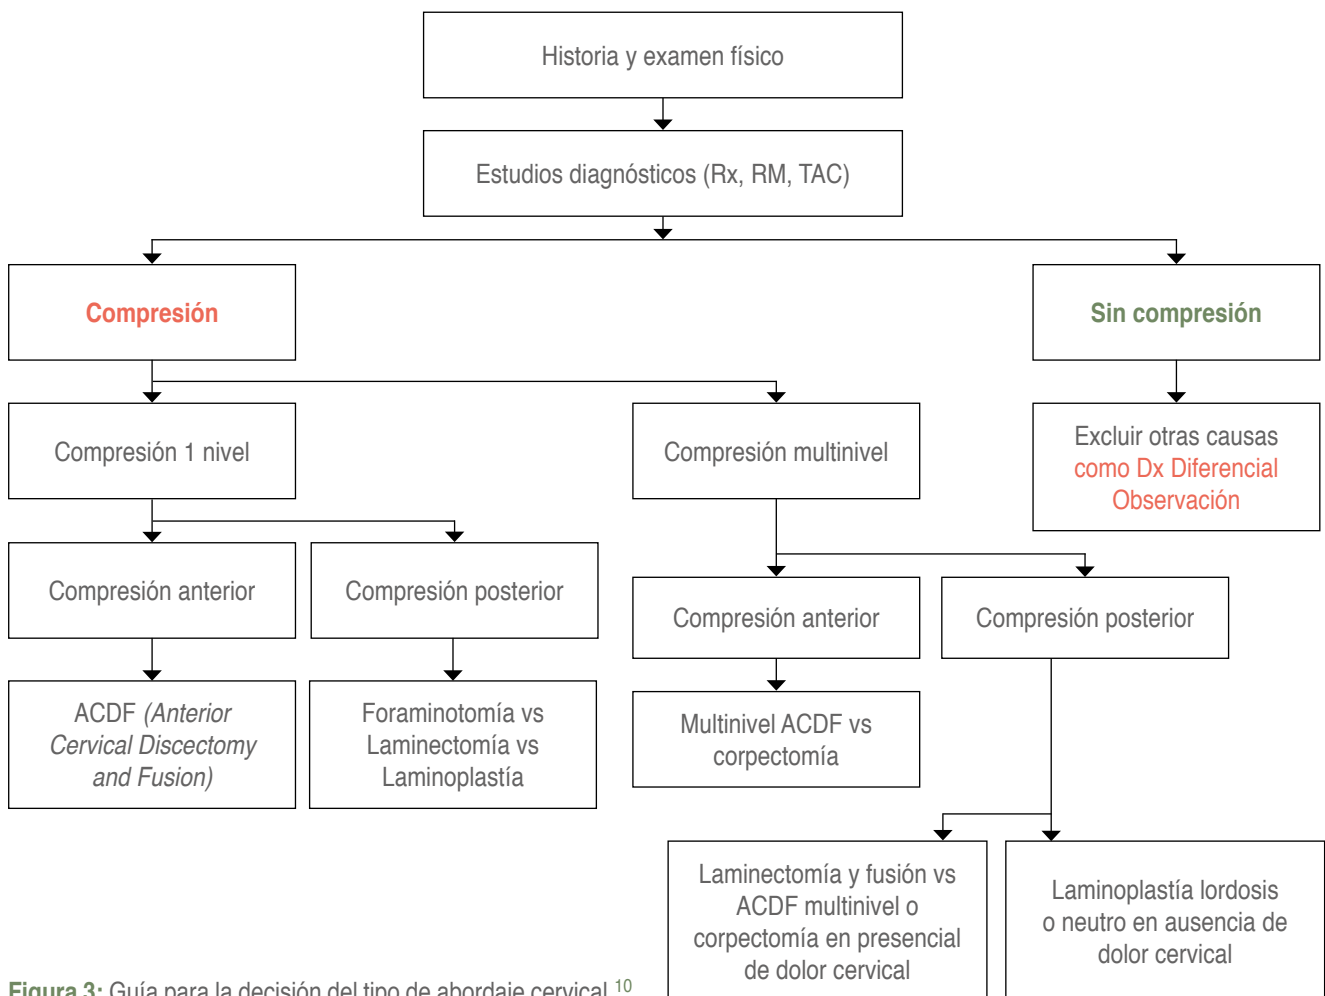 Historia y examen físico
Estudios diagnósticos (Rx, RM, TAC)
Compresión
Sin compresión
Compresión 1 nivel
Compresión multinivel
Excluir otras causas
como Dx Diferencial
Observación
Compresión anterior
Compresión posterior
Compresión anterior
Compresión posterior
ACDF (Anterior
Cervical Discectomy
and Fusion)
Foraminotomía vs
Laminectomía vs
Laminoplastía
Multinivel ACDF vs
corpectomía
Laminectomía y fusión vs
ACDF multinivel o
corpectomía en presencial
de dolor cervical
Laminoplastía lordosis
o neutro en ausencia de
dolor cervical
Figura 3: Guía para la decisión del tipo de abordaje cervical.10